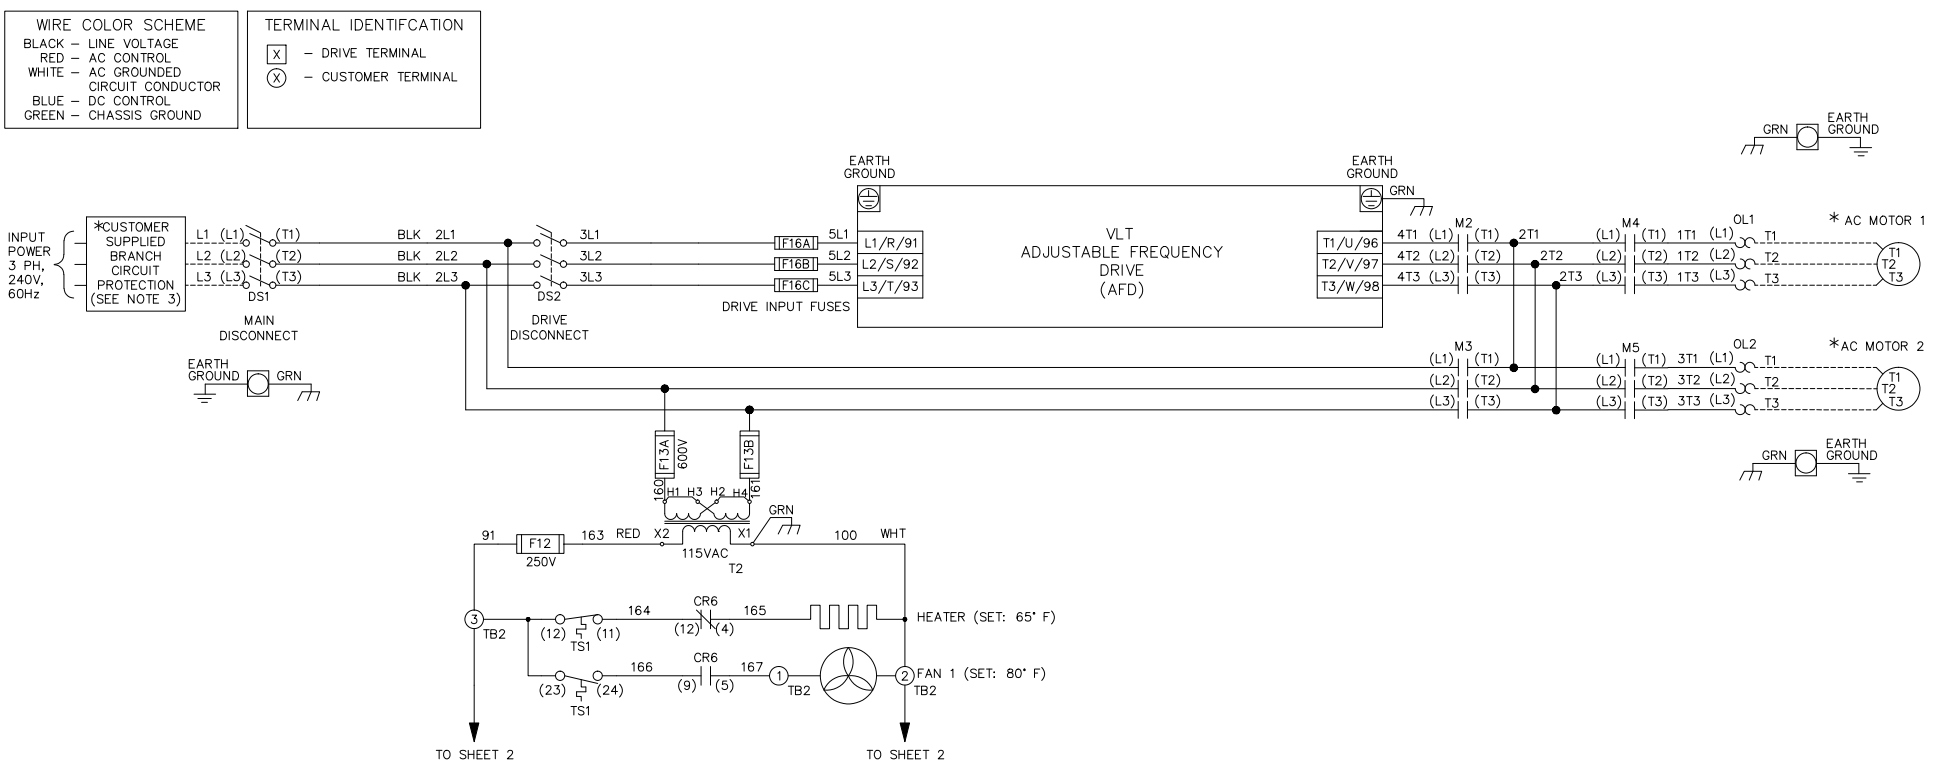 WIRE COLOR SCHEME
BLACK – LINE VOLTAGE
RED – AC CONTROL
WHITE – AC GROUNDED
CIRCUIT CONDUCTOR
BLUE – DC CONTROL
GREEN – CHASSIS GROUND
TERMINAL IDENTIFCATION
X – DRIVE TERMINAL
X – CUSTOMER TERMINAL
GRN
EARTH
GROUND
EARTH
GROUND
EARTH
GROUND
GRN
INPUT
POWER
3 PH,
240V,
60Hz
*CUSTOMER
SUPPLIED
BRANCH
CIRCUIT
PROTECTION
(SEE NOTE 3)
L1 (L1) (T1) BLK 2L1 3L1 F16A 5L1 L1/R/91
L2 (L2) (T2) BLK 2L2 3L2 F16B 5L2 L2/S/92
L3 (L3) (T3) BLK 2L3 3L3 F16C 5L3 L3/T/93
DS1
MAIN
DISCONNECT
DS2
DRIVE
DISCONNECT
DRIVE INPUT FUSES
VLT
ADJUSTABLE FREQUENCY
DRIVE
(AFD)
M2 M4 OL1 * AC MOTOR 1
T1/U/96 4T1 (L1) (T1) 2T1 (L1) (T1) 1T1 (L1) T1
T2/V/97 4T2 (L2) (T2) 2T2 (L2) (T2) 1T2 (L2) T2
T3/W/98 4T3 (L3) (T3) 2T3 (L3) (T3) 1T3 (L3) T3
T1
T2
T3
EARTH
GROUND
GRN
M3 M5 OL2 *AC MOTOR 2
(L1) (T1) (L1) (T1) 3T1 (L1) T1
(L2) (T2) (L2) (T2) 3T2 (L2) T2
(L3) (T3) (L3) (T3) 3T3 (L3) T3
T1
T2
T3
GRN
EARTH
GROUND
F13A
600V
F13B
160
H1 H3 H2 H4
161
GRN
91 F12 163 RED X2 X1 100 WHT
250V
115VAC
T2
3
TB2
(12) (11) 164 CR6 (12) (4) 165 HEATER (SET: 65° F)
TS1
(23) (24) 166 CR6 (9) (5) 167 1 TB2 2 FAN 1 (SET: 80° F)
TB2
TS1
TO SHEET 2
TO SHEET 2